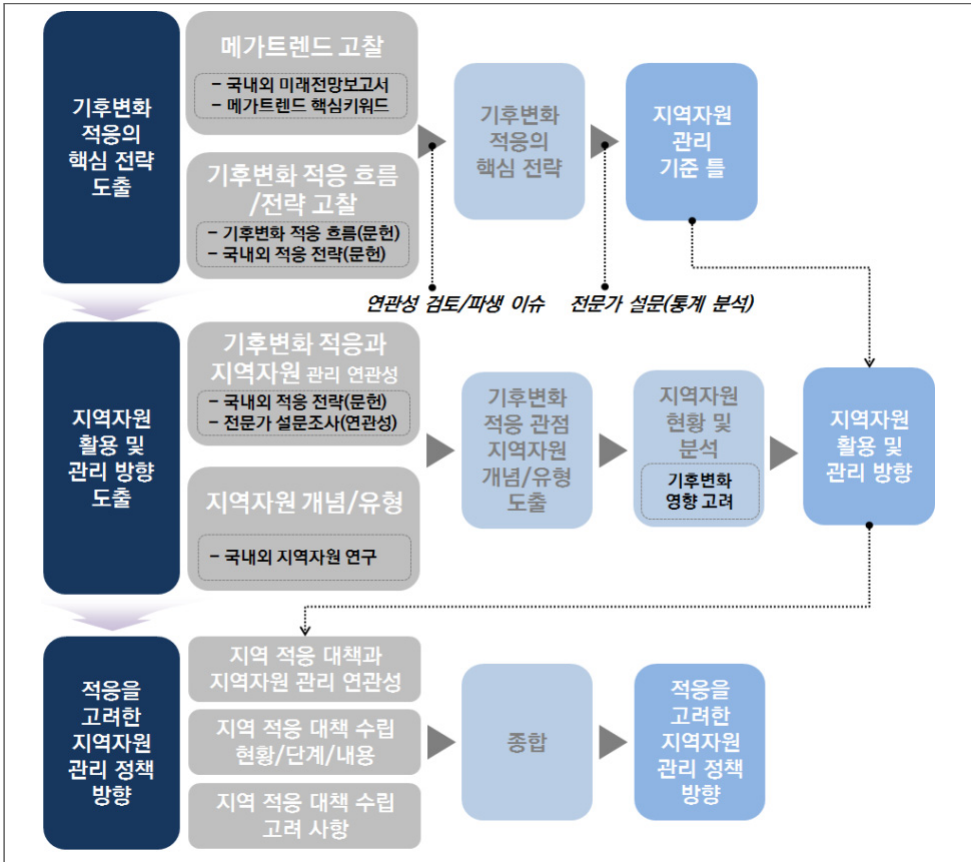 기후변화
적응의
핵심 전략
도출
메가트렌드 고찰
– 국내외 미래전망보고서
– 메가트렌드 핵심키워드
기후변화 적응 흐름
/전략 고찰
– 기후변화 적응 흐름(문헌)
– 국내외 적응 전략(문헌)
기후변화
적응의
핵심 전략
지역자원
관리
기준 틀
연관성 검토/파생 이슈
전문가 설문(통계 분석)
지역자원
활용 및
관리 방향
도출
기후변화 적응과
지역자원 관리 연관성
– 국내외 적응 전략(문헌)
– 전문가 설문조사(연관성)
지역자원 개념/유형
– 국내외 지역자원 연구
기후변화
적응 관점
지역자원
개념/유형
도출
지역자원
현황 및
분석
기후변화
영향 고려
지역자원
활용 및
관리 방향
적응을
고려한
지역자원
관리 정책
방향
지역 적응 대책과
지역자원 관리 연관성
지역 적응 대책 수립
현황/단계/내용
지역 적응 대책 수립
고려 사항
종합
적응을
고려한
지역자원
관리 정책
방향